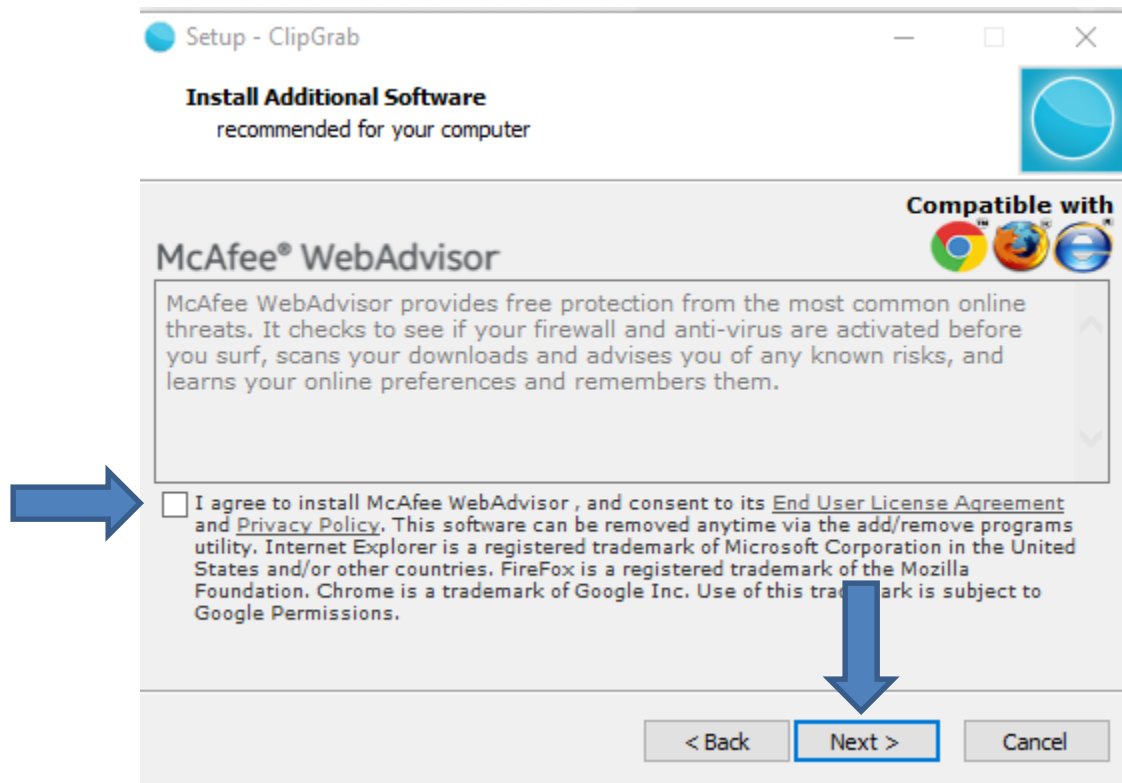 Setup - ClipGrab
Install Additional Software
recommended for your computer
Compatible with
McAfee® WebAdvisor
McAfee WebAdvisor provides free protection from the most common online
threats. It checks to see if your firewall and anti-virus are activated before
you surf, scans your downloads and advises you of any known risks, and
learns your online preferences and remembers them.
I agree to install McAfee WebAdvisor , and consent to its End User License Agreement
and Privacy Policy. This software can be removed anytime via the add/remove programs
utility. Internet Explorer is a registered trademark of Microsoft Corporation in the United
States and/or other countries. FireFox is a registered trademark of the Mozilla
Foundation. Chrome is a trademark of Google Inc. Use of this trademark is subject to
Google Permissions.
< Back Next > Cancel